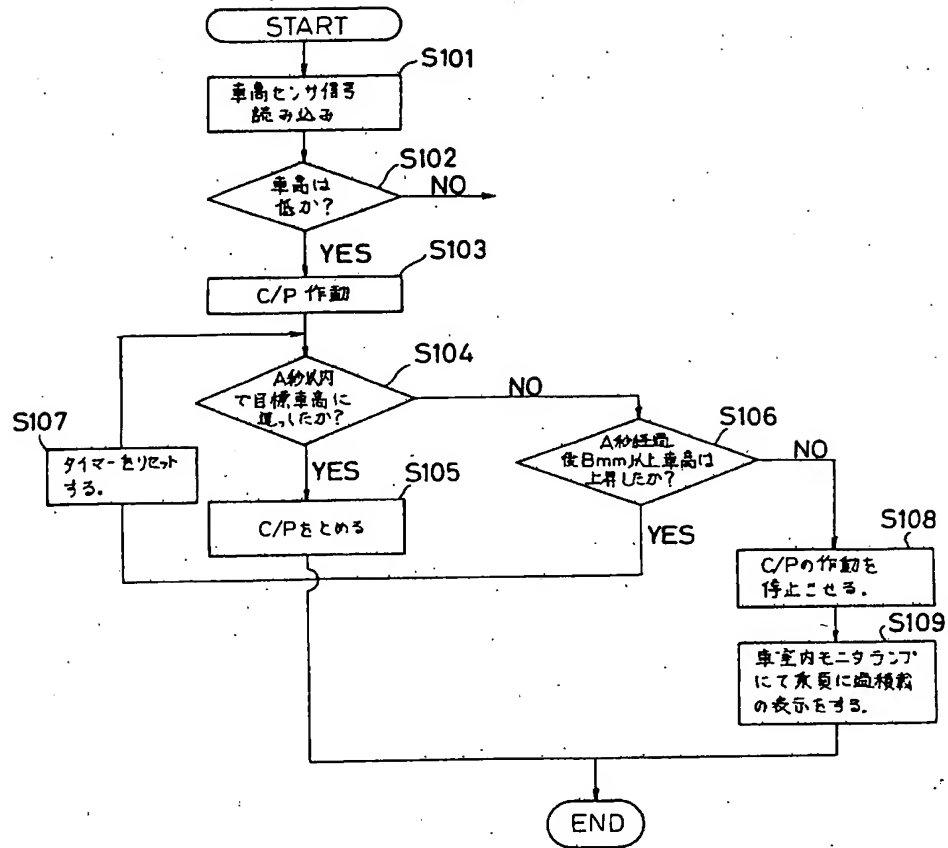 START
S101
車高センサ信号
読み込み
S102
車高は
低か？
NO
YES
S103
C/P 作動
S104
A秒以内
で目標車高に
達っしたか？
NO
YES
S107
タイマーをリセット
する。
S105
C/Pをとめる
S106
A秒経過
後Bmm以上車高は
上昇したか？
NO
YES
S108
C/Pの作動を
停止させる。
S109
車室内モニタランプ
にて乗員に過積載
の表示をする。
END